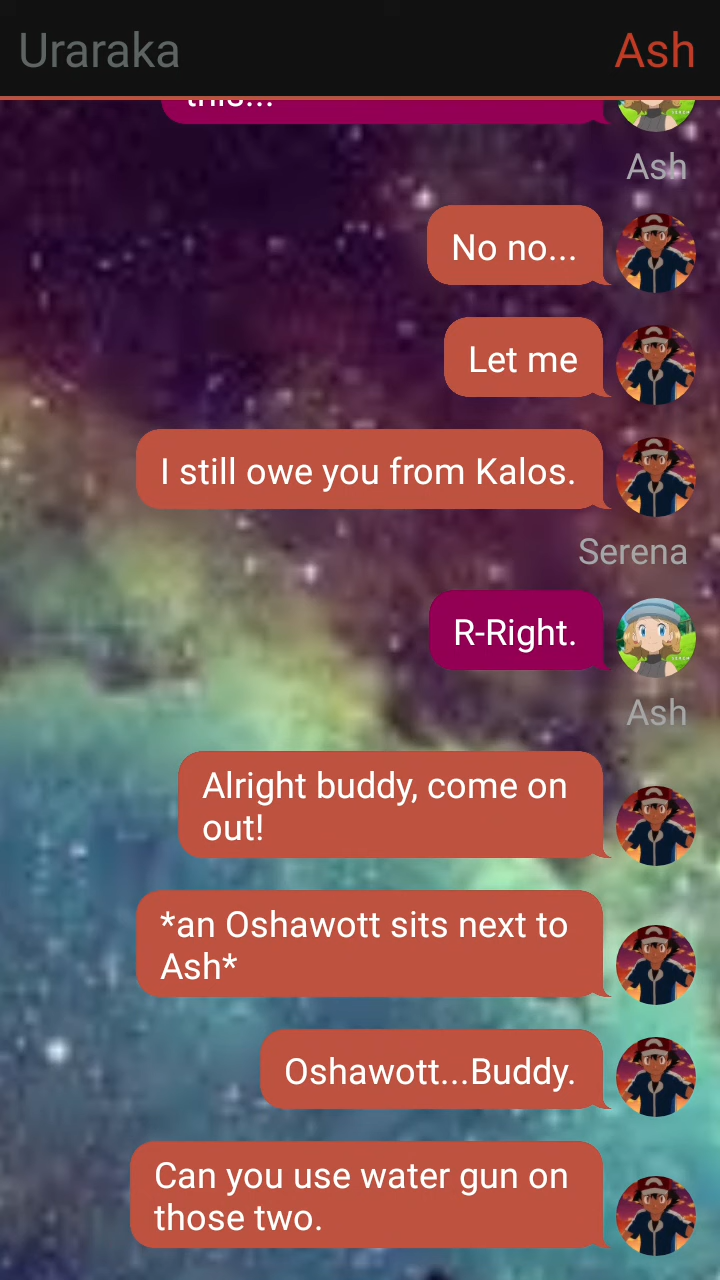 Uraraka
Ash
this...
Ash
No no...
Let me
I still owe you from Kalos.
Serena
R-Right.
Ash
Alright buddy, come on
out!
*an Oshawott sits next to
Ash*
Oshawott...Buddy.
Can you use water gun on
those two.